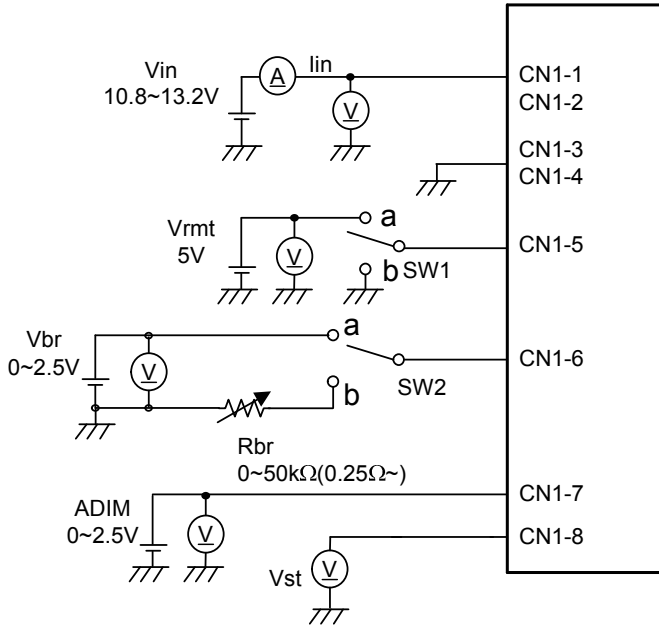 Vin
10.8~13.2V
A
Iin
V
CN1-1
CN1-2
CN1-3
CN1-4
Vrmt
5V
V
a
b
SW1
CN1-5
Vbr
0~2.5V
V
a
b
SW2
CN1-6
Rbr
0~50kΩ(0.25Ω~)
ADIM
0~2.5V
V
CN1-7
CN1-8
Vst
V